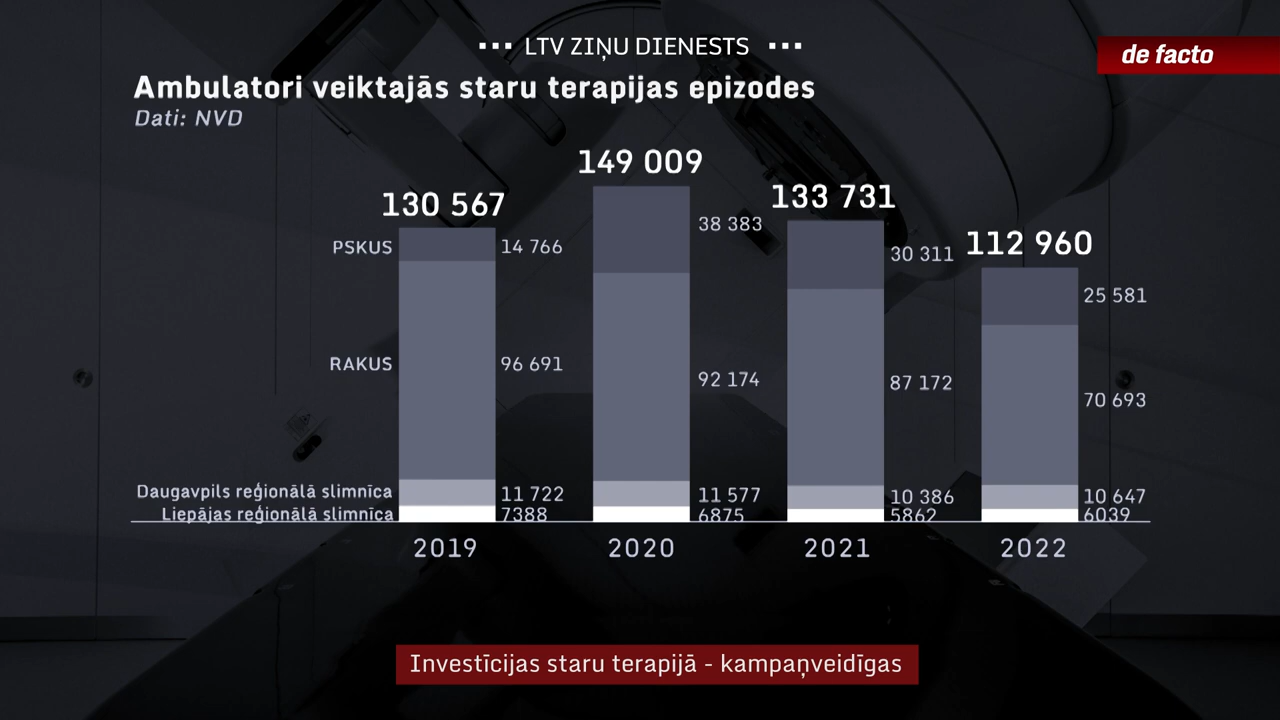 LTV ZIŅU DIENESTS
de facto
Ambulatori veiktajās staru terapijas epizodes
Dati: NVD
130 567
149 009
133 731
112 960
PSKUS 14 766 38 383 30 311 25 581
RAKUS 96 691 92 174 87 172 70 693
Daugavpils reģionālā slimnīca 11 722 11 577 10 386 10 647
Liepājas reģionālā slimnīca 7388 6875 5862 6039
2019 2020 2021 2022
Investīcijas staru terapijā - kampaņveidīgas